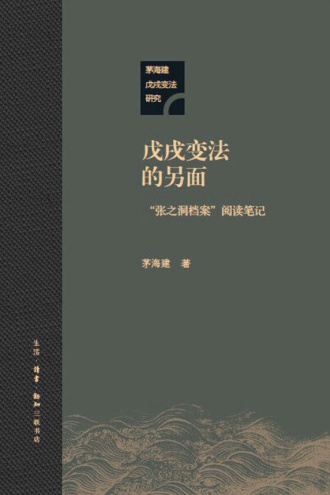 茅海建
戊戌变法
研究
戊戌变法
的另面
“张之洞档案”阅读笔记
茅海建 著
生活·读书·新知三联书店